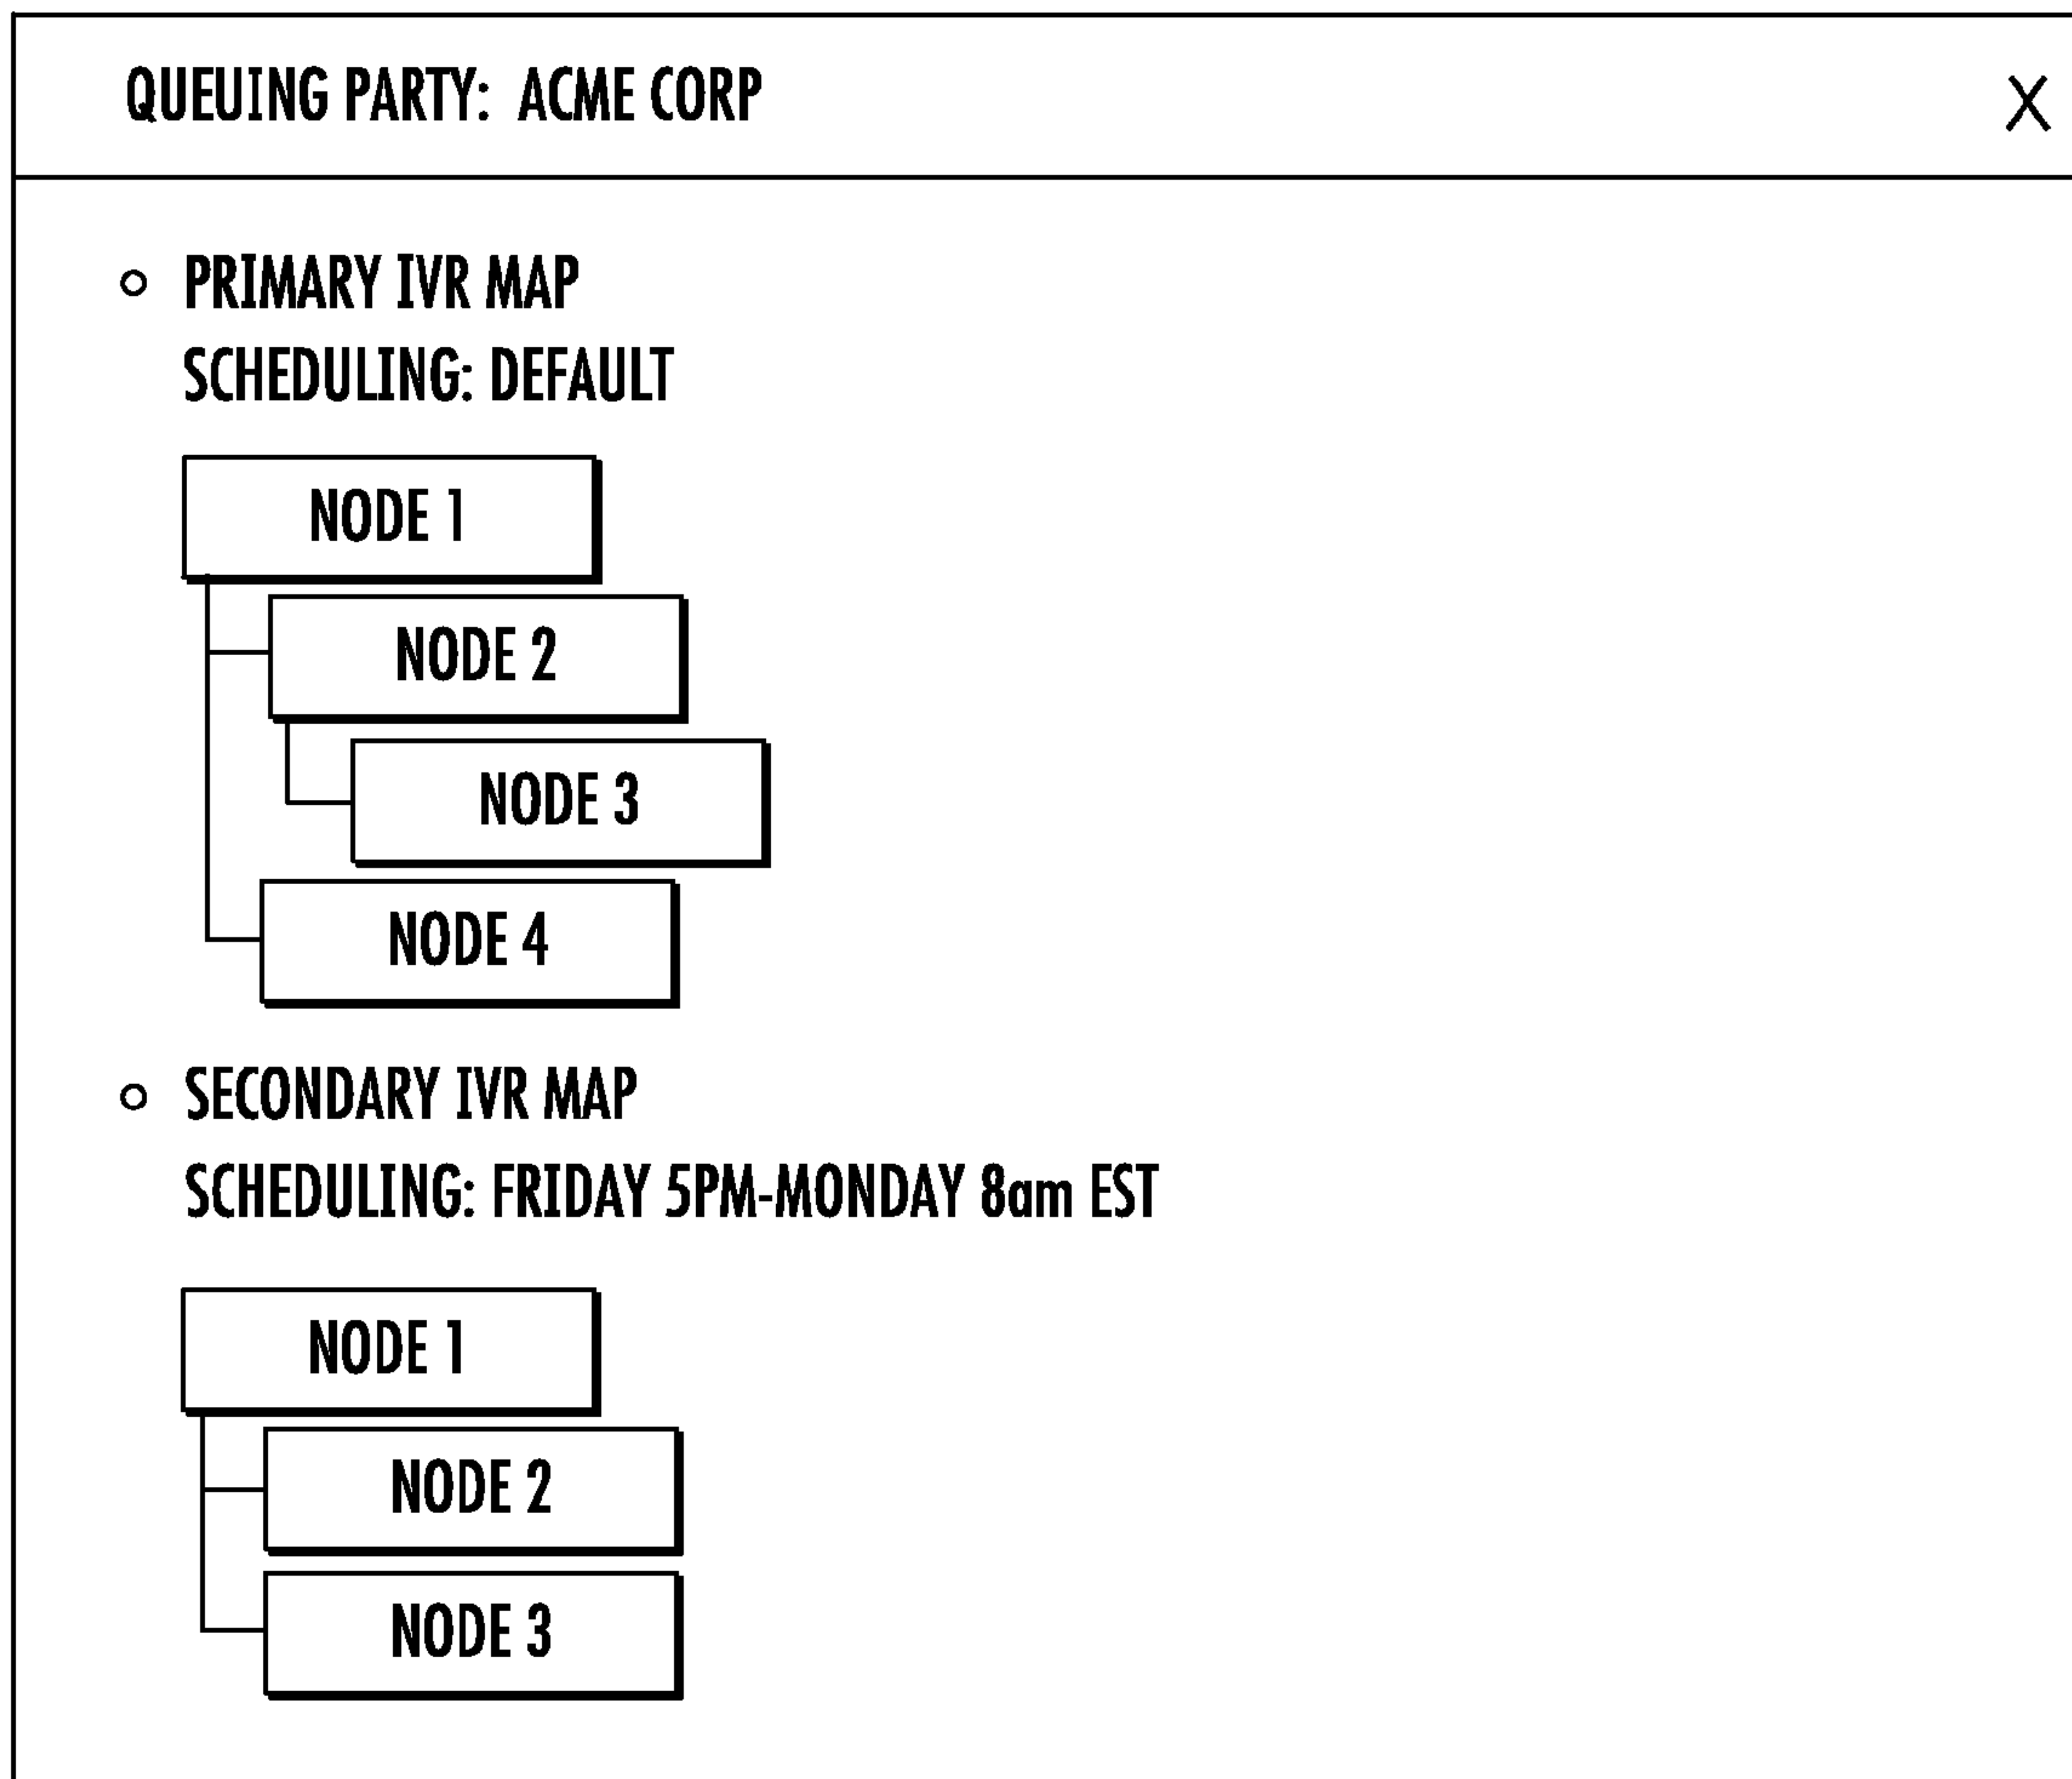 QUEUING PARTY: ACME CORP X
PRIMARY IVR MAP
SCHEDULING: DEFAULT
NODE 1
NODE 2
NODE 3
NODE 4
SECONDARY IVR MAP
SCHEDULING: FRIDAY 5PM-MONDAY 8am EST
NODE 1
NODE 2
NODE 3